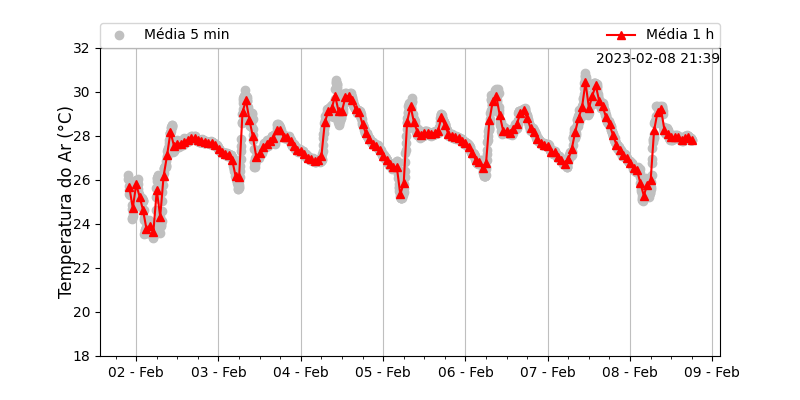 Média 5 min
Média 1 h
2023-02-08 21:39
Temperatura do Ar (°C)
32
30
28
26
24
22
20
18
02 - Feb
03 - Feb
04 - Feb
05 - Feb
06 - Feb
07 - Feb
08 - Feb
09 - Feb